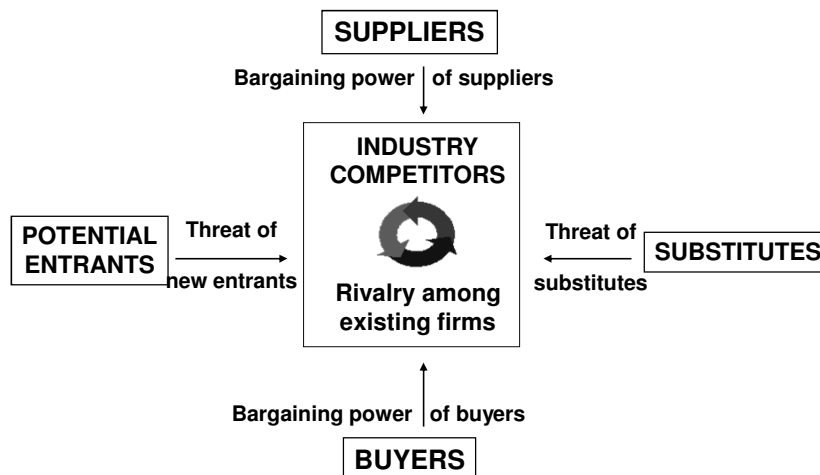 SUPPLIERS
Bargaining power of suppliers
INDUSTRY
COMPETITORS
POTENTIAL
ENTRANTS
Threat of
new entrants
Rivalry among
existing firms
Threat of
substitutes
SUBSTITUTES
Bargaining power of buyers
BUYERS